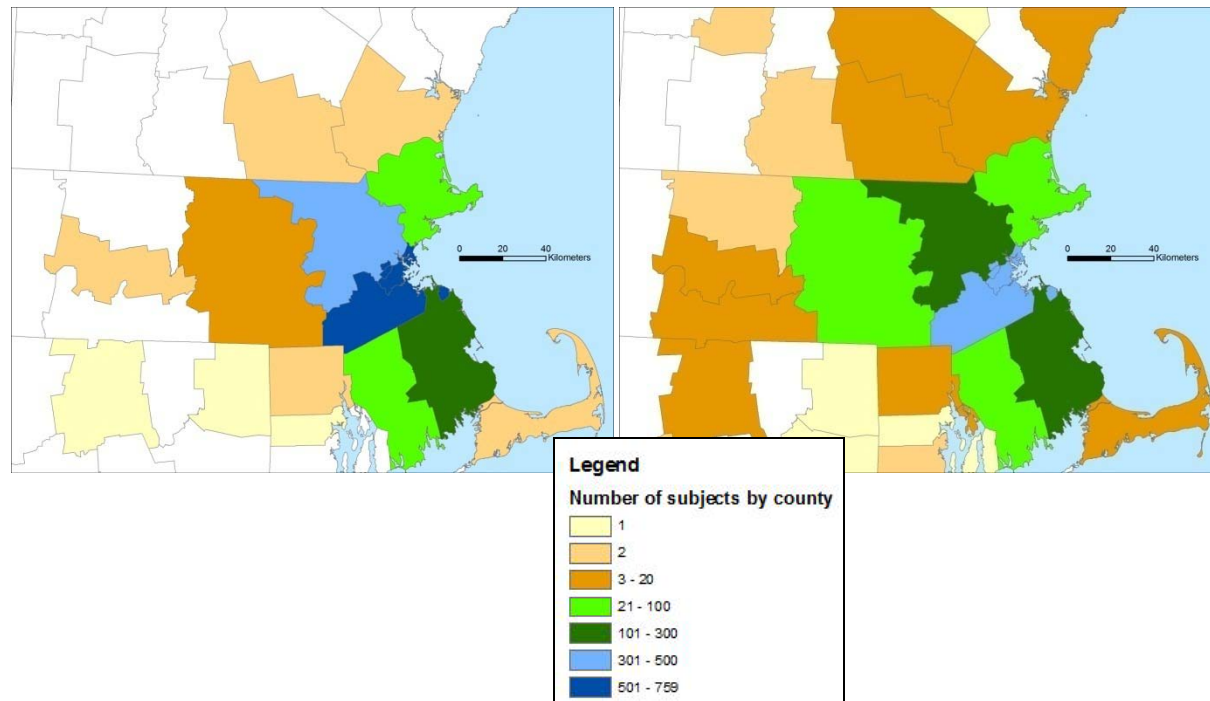 0 20 40
Kilometers
0 20 40
Kilometers
Legend
Number of subjects by county
1
2
3 - 20
21 - 100
101 - 300
301 - 500
501 - 759